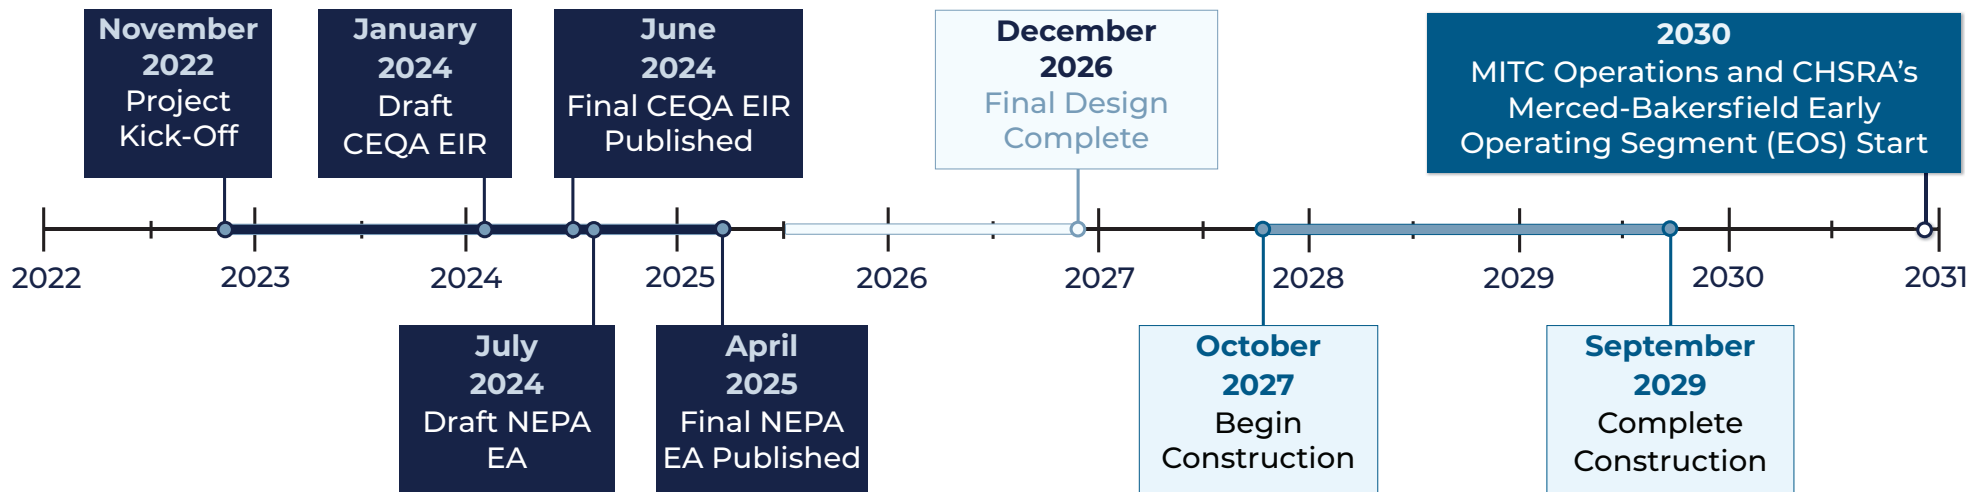 November
2022
Project
Kick-Off
January
2024
Draft
CEQA EIR
June
2024
Final CEQA EIR
Published
December
2026
Final Design
Complete
2030
MITC Operations and CHSRA’s
Merced-Bakersfield Early
Operating Segment (EOS) Start
2022
2023
2024
2025
2026
2027
2028
2029
2030
2031
July
2024
Draft NEPA
EA
April
2025
Final NEPA
EA Published
October
2027
Begin
Construction
September
2029
Complete
Construction